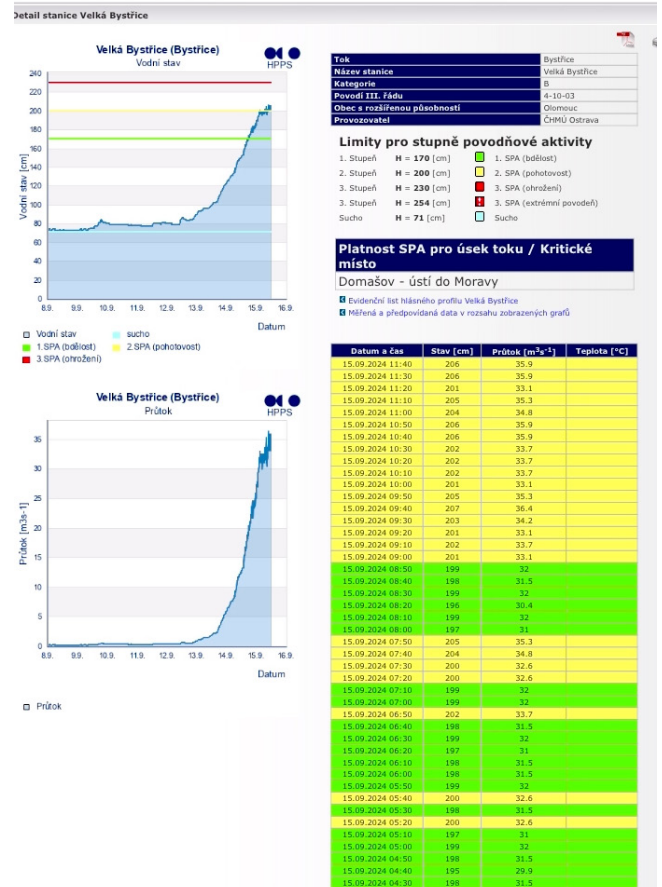 Detail stanice Velká Bystřice
Velká Bystřice (Bystřice)
Vodní stav
HPPS
Vodní stav [cm]
240
220
200
180
160
140
120
100
80
60
40
20
0
8.9. 9.9. 10.9. 11.9. 12.9. 13.9. 14.9. 15.9. 16.9.
Datum
Vodní stav sucho
1.SPA (bdělost) 2.SPA (pohotovost)
3.SPA (ohrožení)
Velká Bystřice (Bystřice)
Průtok
HPPS
Průtok [m3s-1]
35
30
25
20
15
10
5
0
8.9. 9.9. 10.9. 11.9. 12.9. 13.9. 14.9. 15.9. 16.9.
Datum
Průtok
Tok Bystřice
Název stanice Velká Bystřice
Kategorie B
Povodí III. řádu 4-10-03
Obec s rozšířenou působností Olomouc
Provozovatel ČHMÚ Ostrava
Limity pro stupně povodňové aktivity
1. Stupeň H = 170 [cm] 1. SPA (bdělost)
2. Stupeň H = 200 [cm] 2. SPA (pohotovost)
3. Stupeň H = 230 [cm] 3. SPA (ohrožení)
3. Stupeň H = 254 [cm] 3. SPA (extrémní povodeň)
Sucho H = 71 [cm] Sucho
Platnost SPA pro úsek toku / Kritické
místo
Domašov - ústí do Moravy
Evidenční list hlásného profilu Velká Bystřice
Měřená a předpovídaná data v rozsahu zobrazených grafů
Datum a čas Stav [cm] Průtok [m³s⁻¹] Teplota [°C]
15.09.2024 11:40 206 35.9
15.09.2024 11:30 206 35.9
15.09.2024 11:20 201 33.1
15.09.2024 11:10 205 35.3
15.09.2024 11:00 204 34.8
15.09.2024 10:50 206 35.9
15.09.2024 10:40 206 35.9
15.09.2024 10:30 202 33.7
15.09.2024 10:20 202 33.7
15.09.2024 10:10 202 33.7
15.09.2024 10:00 201 33.1
15.09.2024 09:50 205 35.3
15.09.2024 09:40 207 36.4
15.09.2024 09:30 203 34.2
15.09.2024 09:20 201 33.1
15.09.2024 09:10 202 33.7
15.09.2024 09:00 201 33.1
15.09.2024 08:50 199 32
15.09.2024 08:40 198 31.5
15.09.2024 08:30 199 32
15.09.2024 08:20 196 30.4
15.09.2024 08:10 199 32
15.09.2024 08:00 197 31
15.09.2024 07:50 205 35.3
15.09.2024 07:40 204 34.8
15.09.2024 07:30 200 32.6
15.09.2024 07:20 200 32.6
15.09.2024 07:10 199 32
15.09.2024 07:00 199 32
15.09.2024 06:50 202 33.7
15.09.2024 06:40 198 31.5
15.09.2024 06:30 199 32
15.09.2024 06:20 197 31
15.09.2024 06:10 198 31.5
15.09.2024 06:00 198 31.5
15.09.2024 05:50 199 32
15.09.2024 05:40 200 32.6
15.09.2024 05:30 198 31.5
15.09.2024 05:20 200 32.6
15.09.2024 05:10 197 31
15.09.2024 05:00 199 32
15.09.2024 04:50 198 31.5
15.09.2024 04:40 195 29.9
15.09.2024 04:30 198 31.5